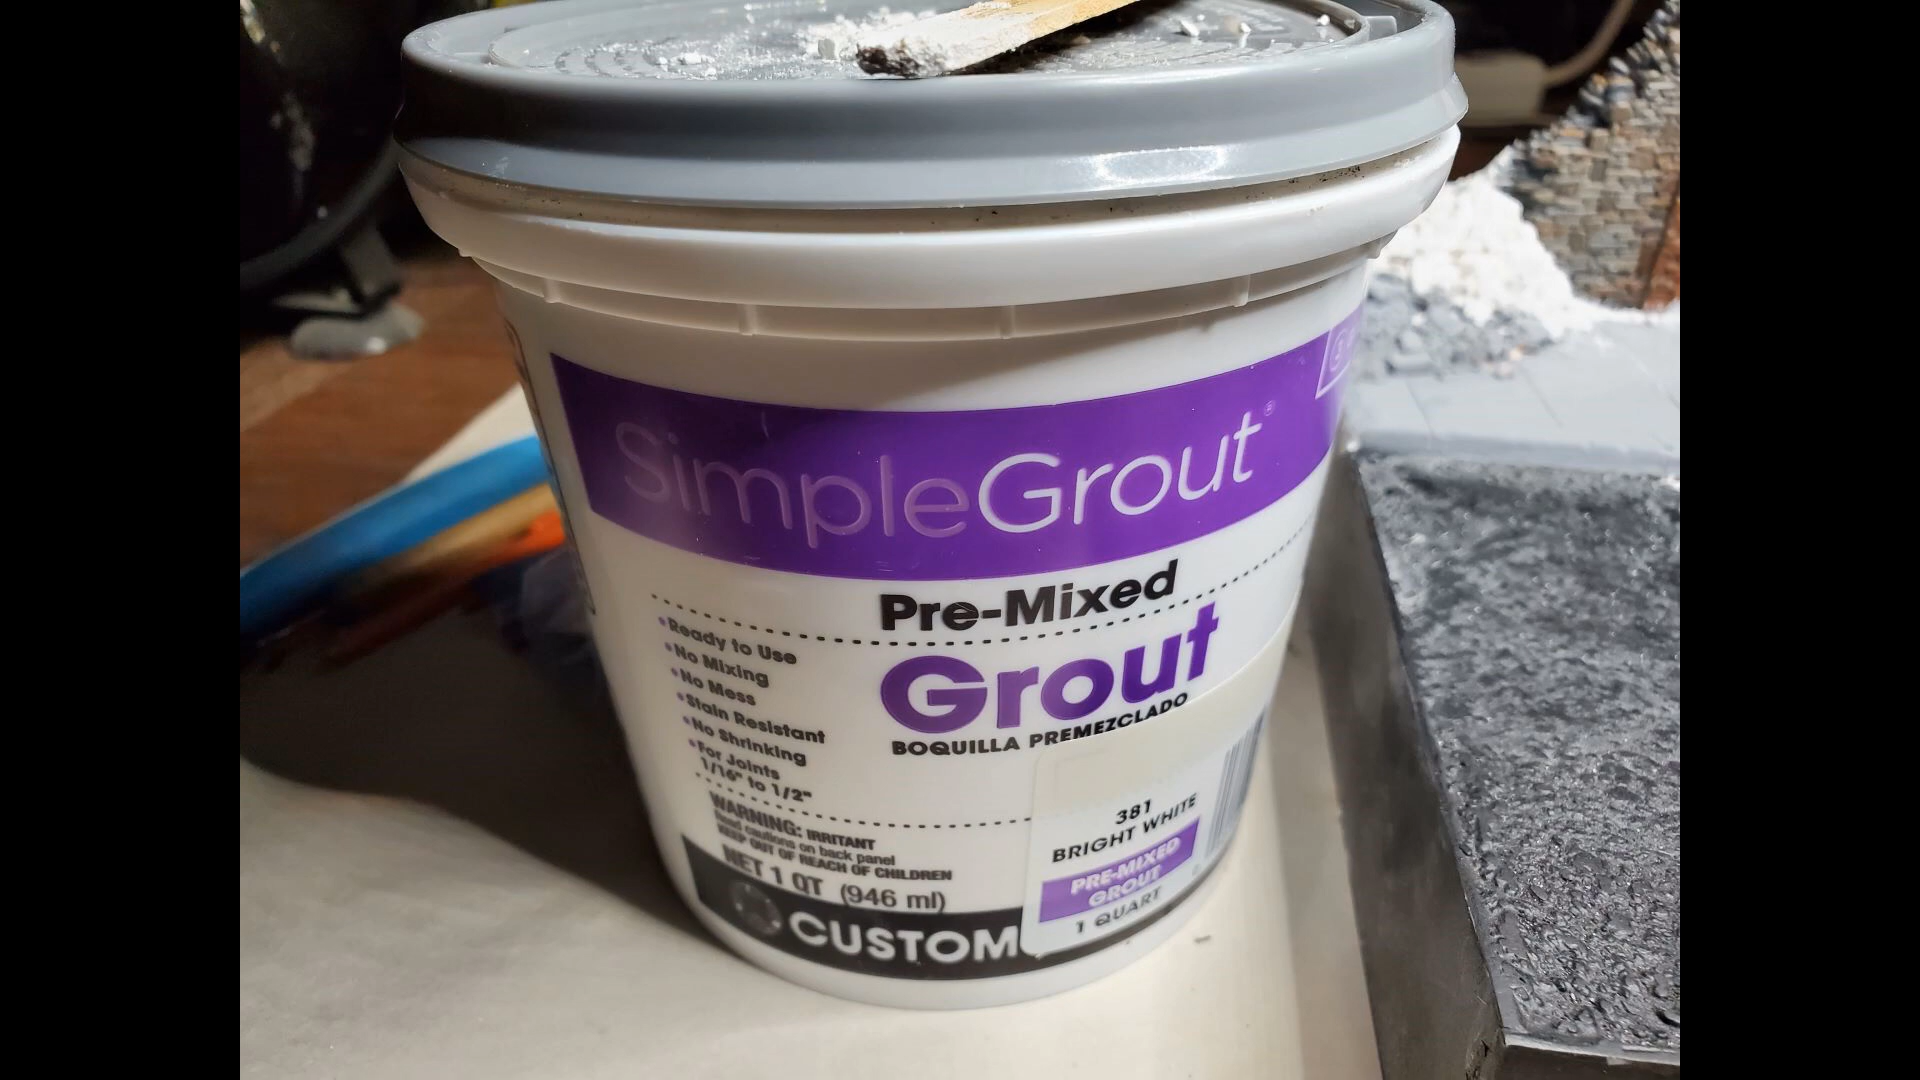 SimpleGrout®
Pre-Mixed
Grout
BOQUILLA PREMEZCLADO
•Ready to Use
•No Mixing
•No Mess
•Stain Resistant
•No Shrinking
•For Joints
1/16" to 1/2"
WARNING: IRRITANT
Read cautions on back panel
KEEP OUT OF REACH OF CHILDREN
NET 1 QT (946 ml)
CUSTOM
381
BRIGHT WHITE
PRE-MIXED
GROUT
1 QUART